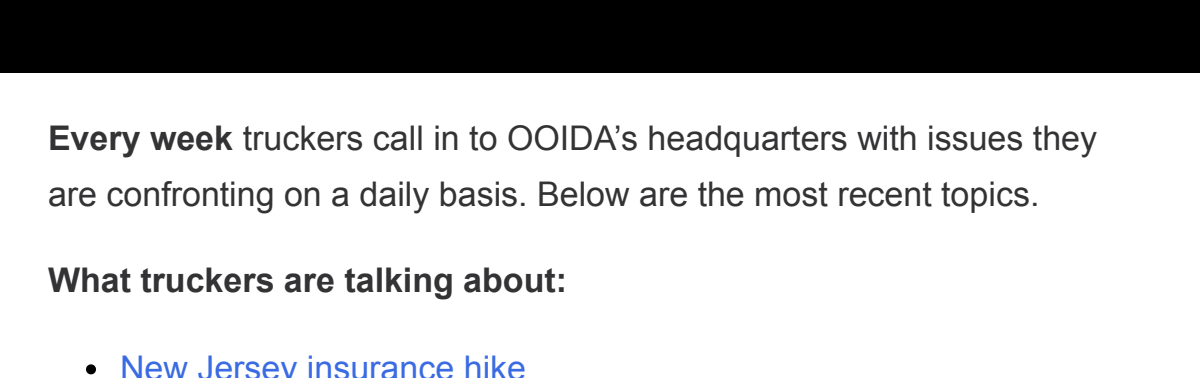 Every week truckers call in to OOIDA’s headquarters with issues they
are confronting on a daily basis. Below are the most recent topics.
What truckers are talking about:
• New Jersey insurance hike